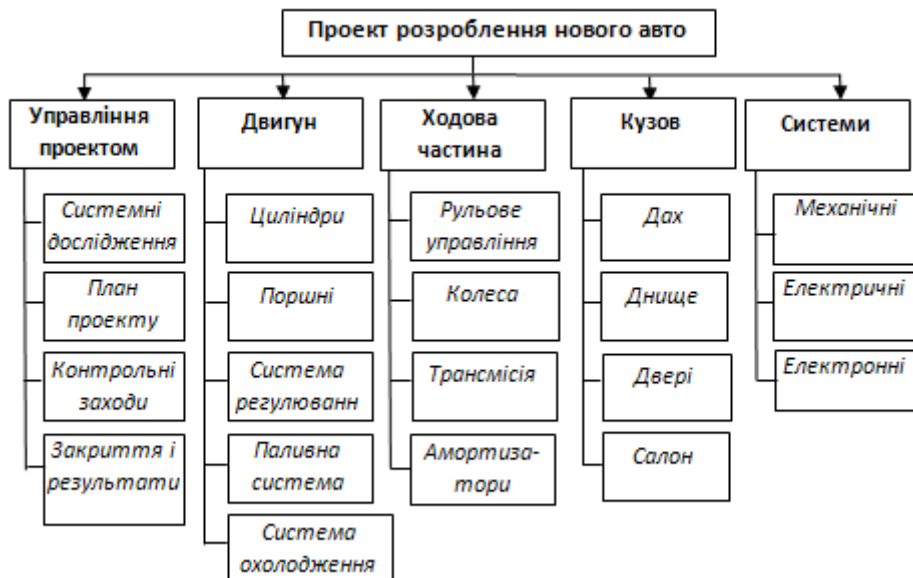 Проект розроблення нового авто
Управління
проектом
Системні
дослідження
План
проекту
Контрольні
заходи
Закриття і
результати
Двигун
Циліндри
Поршні
Система
регулюванн
Паливна
система
Система
охолодження
Ходова
частина
Рульове
управління
Колеса
Трансмісія
Амортиза-
тори
Кузов
Дах
Днище
Двері
Салон
Системи
Механічні
Електричні
Електронні